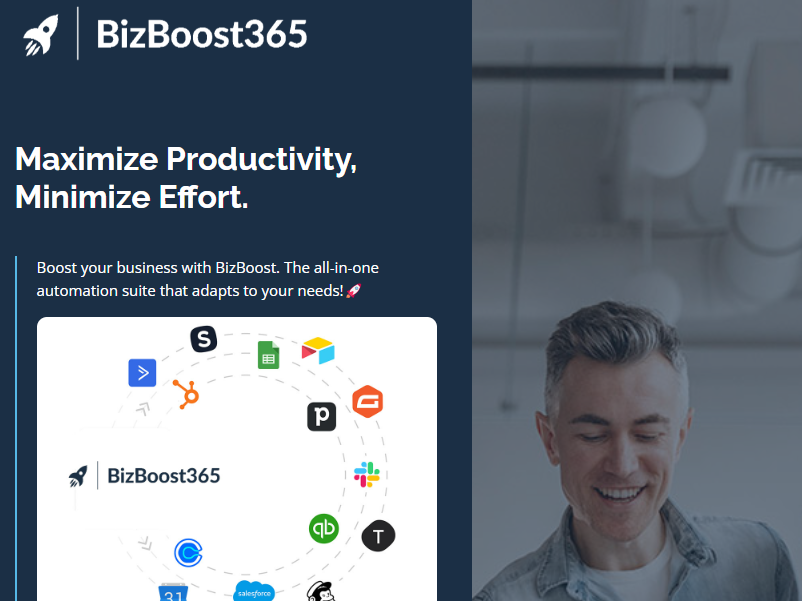 BizBoost365
Maximize Productivity,
Minimize Effort.
Boost your business with BizBoost. The all-in-one
automation suite that adapts to your needs!🚀
S
p
BizBoost365
qb
T
C
31
salesforce